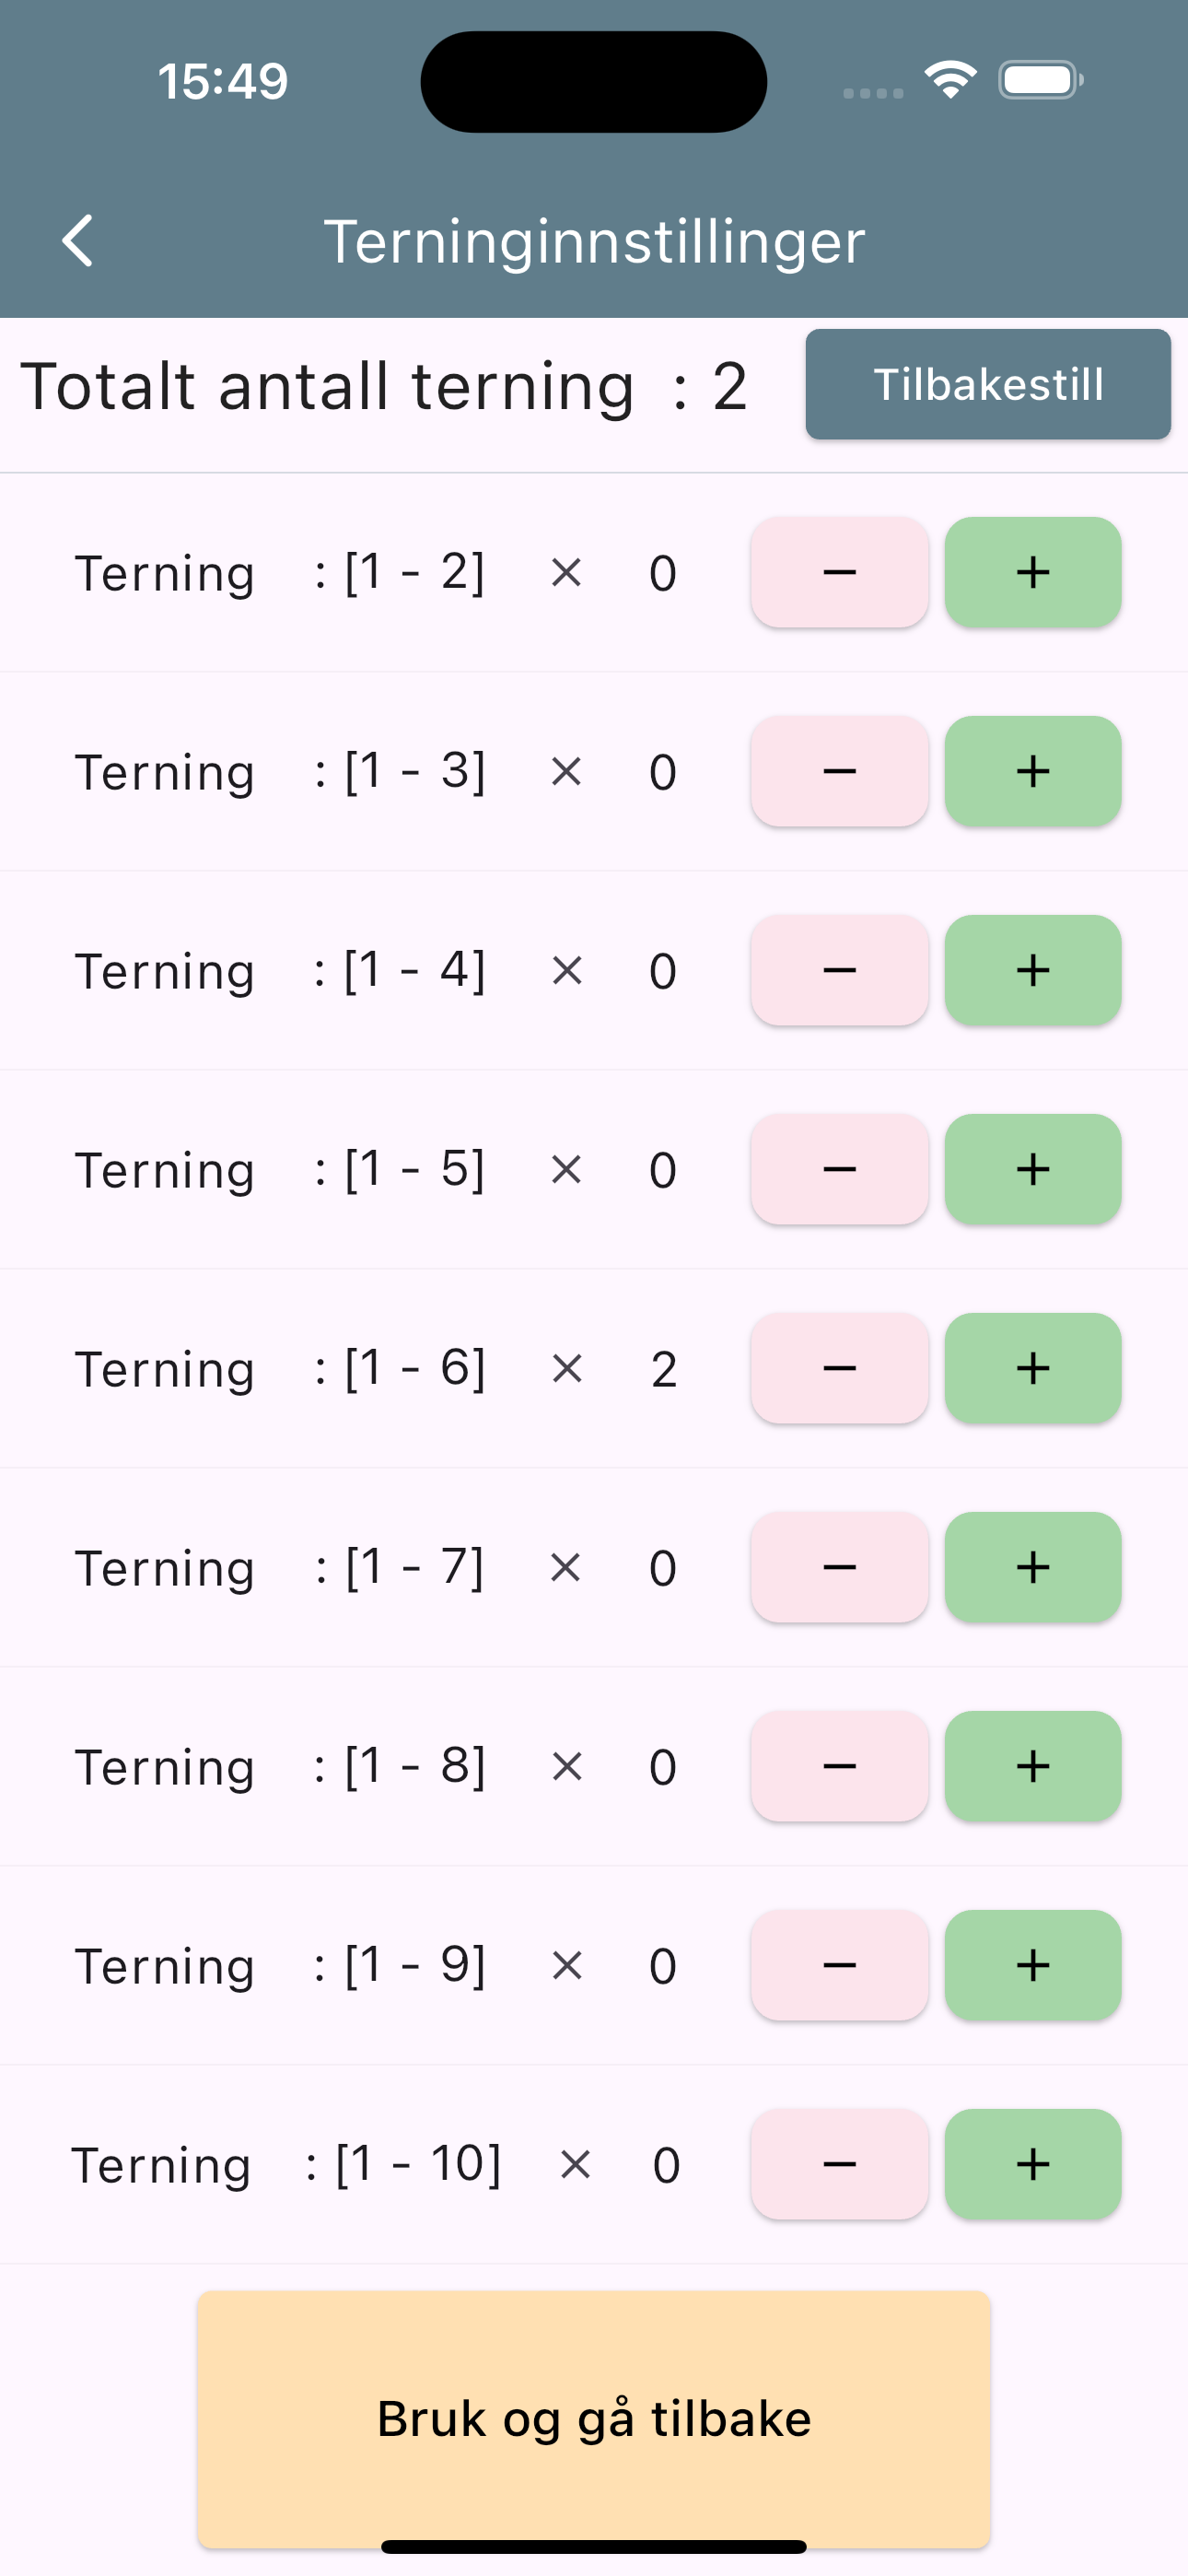 15:49
Terninginnstillinger
Totalt antall terning : 2 Tilbakestill
Terning : [1 - 2] × 0 − +
Terning : [1 - 3] × 0 − +
Terning : [1 - 4] × 0 − +
Terning : [1 - 5] × 0 − +
Terning : [1 - 6] × 2 − +
Terning : [1 - 7] × 0 − +
Terning : [1 - 8] × 0 − +
Terning : [1 - 9] × 0 − +
Terning : [1 - 10] × 0 − +
Bruk og gå tilbake